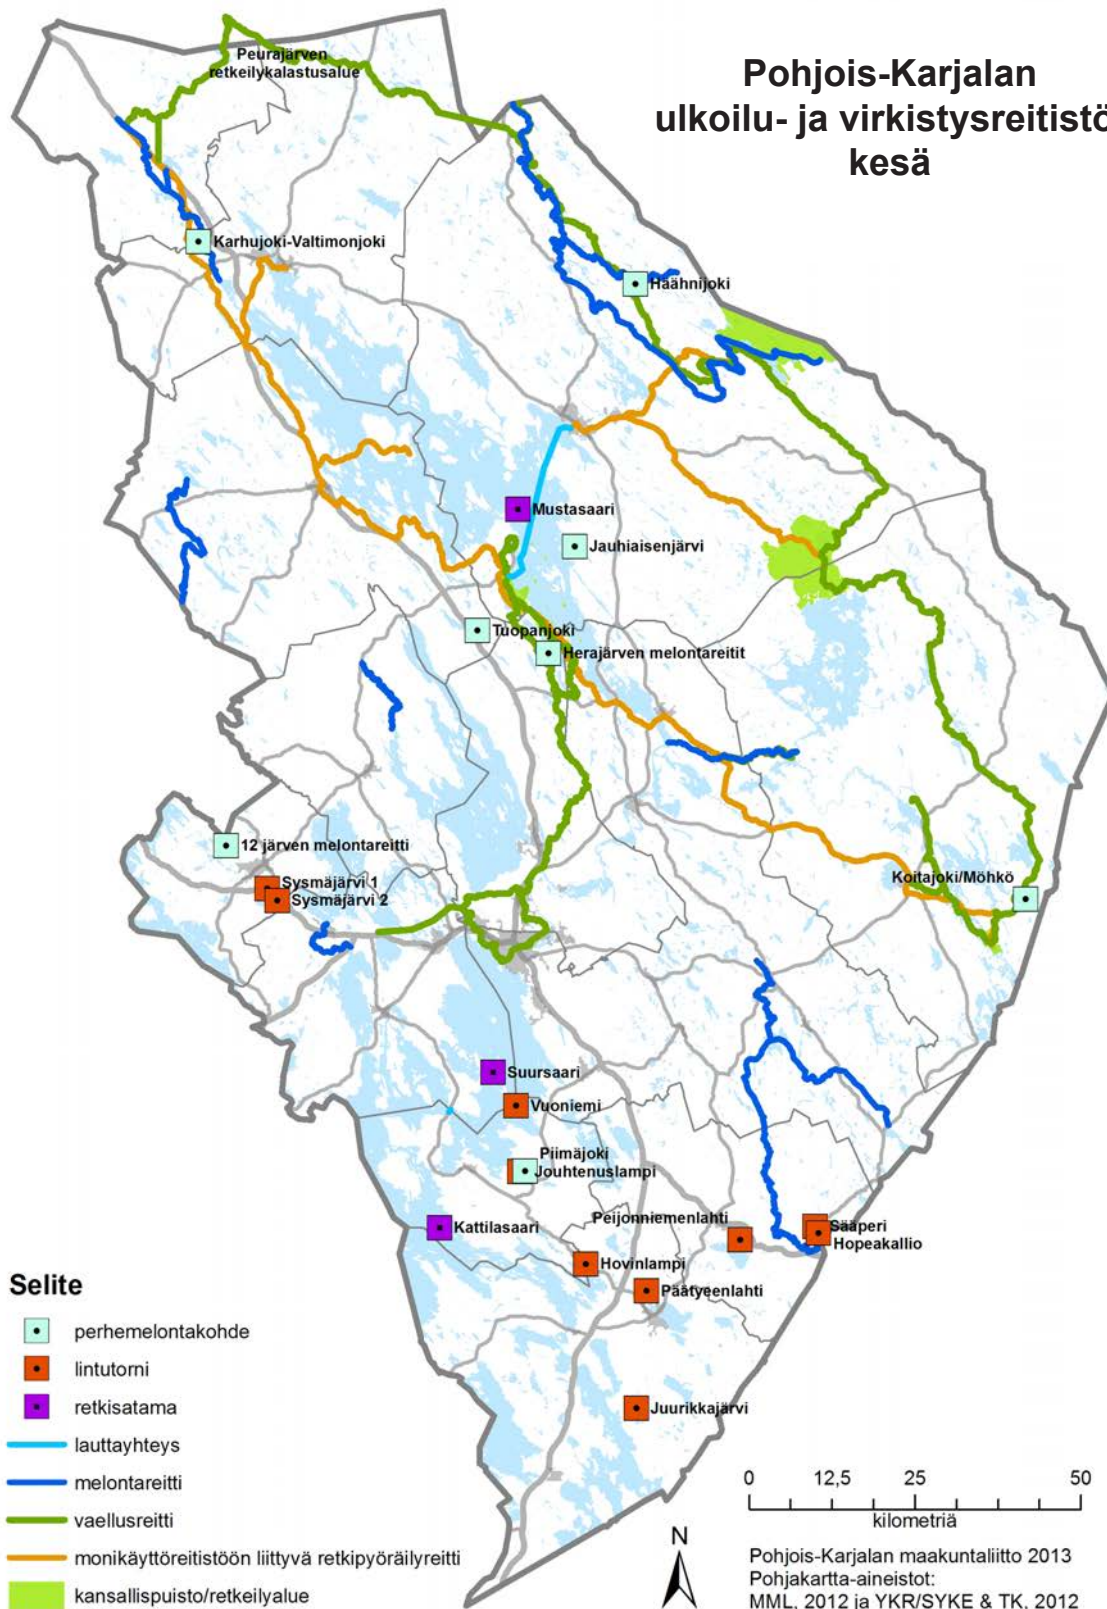 Pohjois-Karjalan
ulkoilu- ja virkistysreitistö
kesä
Peurajärven
retkeilykalastusalue
Karhujoki-Valtimonjoki
Häähnijoki
Mustasaari
Jauhiaisenjärvi
Tuopanjoki
Herajärven melontareitit
12 järven melontareitti
Sysmäjärvi 1
Sysmäjärvi 2
Koitajoki/Möhkö
Suursaari
Vuoniemi
Piimäjoki
Jouhtenuslampi
Kattilasaari
Peijonniemenlahti
Sääperi
Hopeakallio
Hovinlampi
Päätyeenlahti
Juurikkajärvi
Selite
perhemelontakohde
lintutorni
retkisatama
lauttayhteys
melontareitti
vaellusreitti
monikäyttöreitistöön liittyvä retkipyöräilyreitti
kansallispuisto/retkeilyalue
0 12,5 25 50
kilometriä
N
Pohjois-Karjalan maakuntaliitto 2013
Pohjakartta-aineistot:
MML, 2012 ja YKR/SYKE & TK, 2012